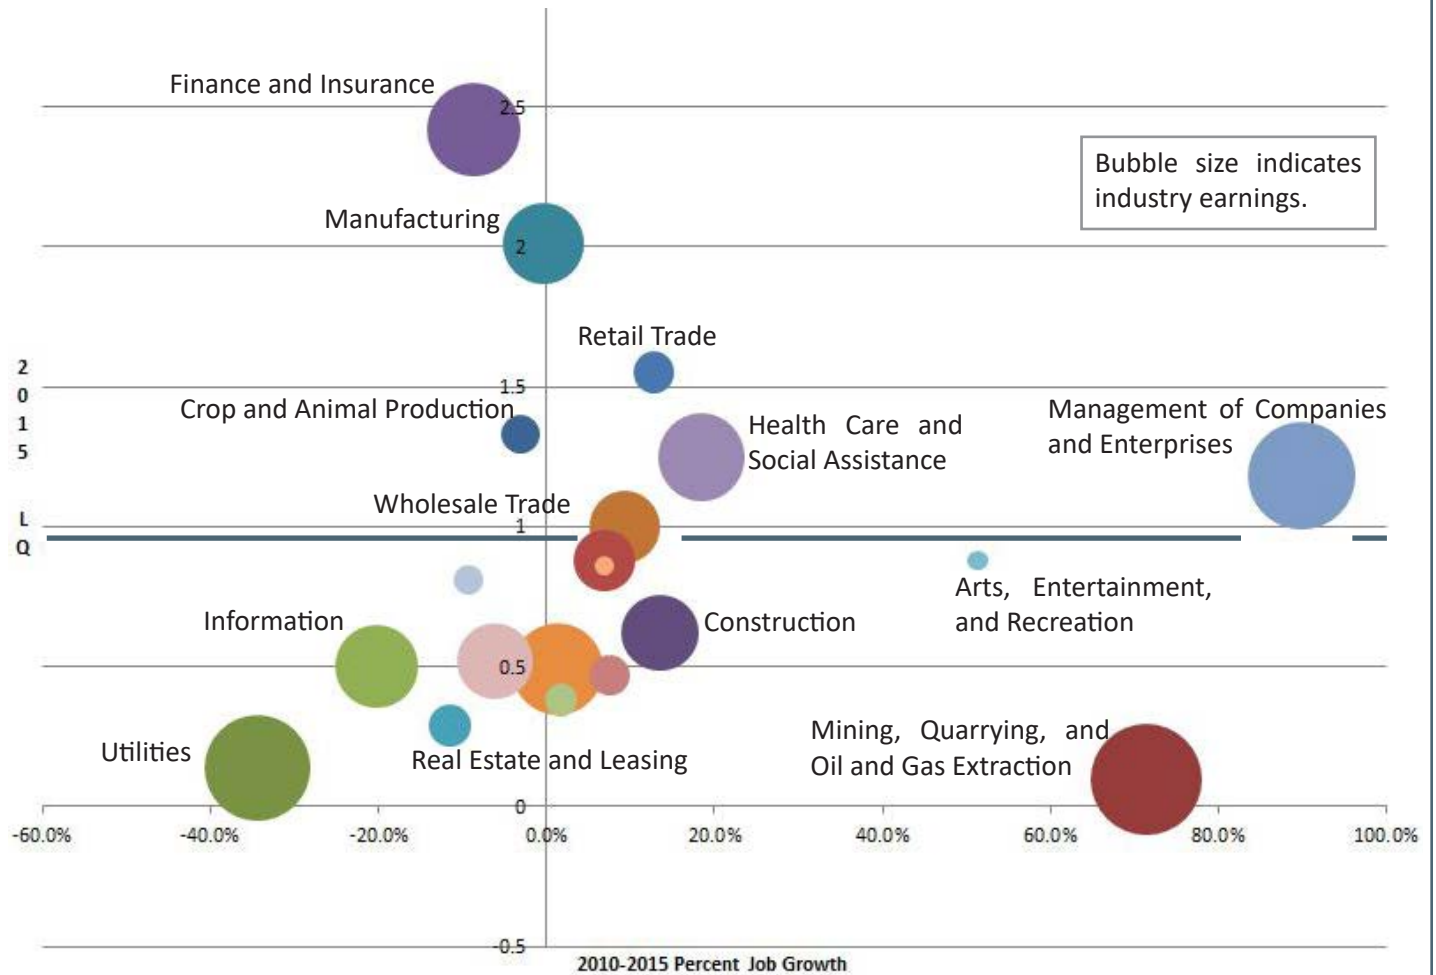 Finance and Insurance
2.5
Bubble size indicates
industry earnings.
Manufacturing
2
Retail Trade
2
0
1
5
L
Q
1.5
Crop and Animal Production
Health Care and
Social Assistance
Management of Companies
and Enterprises
Wholesale Trade
1
Arts, Entertainment,
and Recreation
Information
Construction
0.5
Utilities
Real Estate and Leasing
Mining, Quarrying, and
Oil and Gas Extraction
0
-60.0% -40.0% -20.0% 0.0% 20.0% 40.0% 60.0% 80.0% 100.0%
-0.5
2010-2015 Percent Job Growth